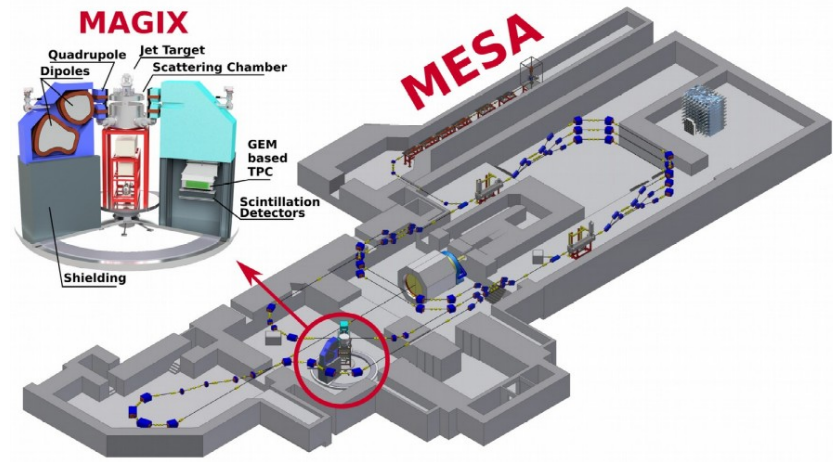 MAGIX
MESA
Quadrupole
Jet Target
Dipoles
Scattering Chamber
GEM
based
TPC
Scintillation
Detectors
Shielding